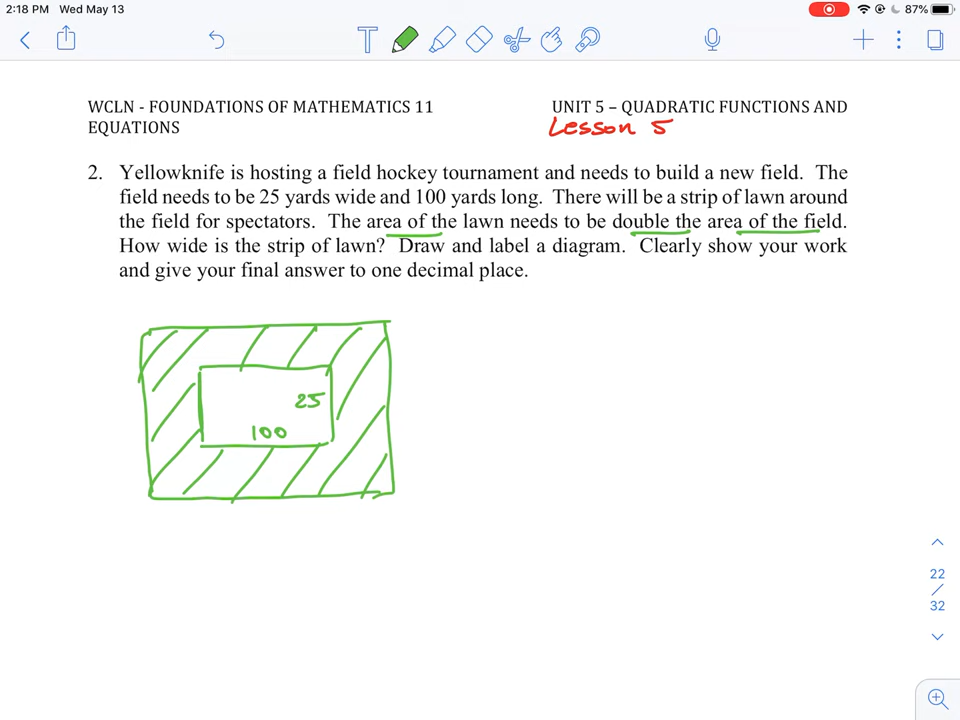 2:18 PM Wed May 13
87%
T
WCLN - FOUNDATIONS OF MATHEMATICS 11
EQUATIONS
UNIT 5 – QUADRATIC FUNCTIONS AND
Lesson 5
2. Yellowknife is hosting a field hockey tournament and needs to build a new field. The
field needs to be 25 yards wide and 100 yards long. There will be a strip of lawn around
the field for spectators. The area of the lawn needs to be double the area of the field.
How wide is the strip of lawn? Draw and label a diagram. Clearly show your work
and give your final answer to one decimal place.
25
100
22
/
32